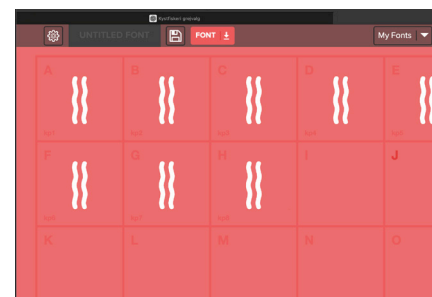 UNTITLED FONT
FONT
My Fonts
A B C D E
F G H I J
K L M N O